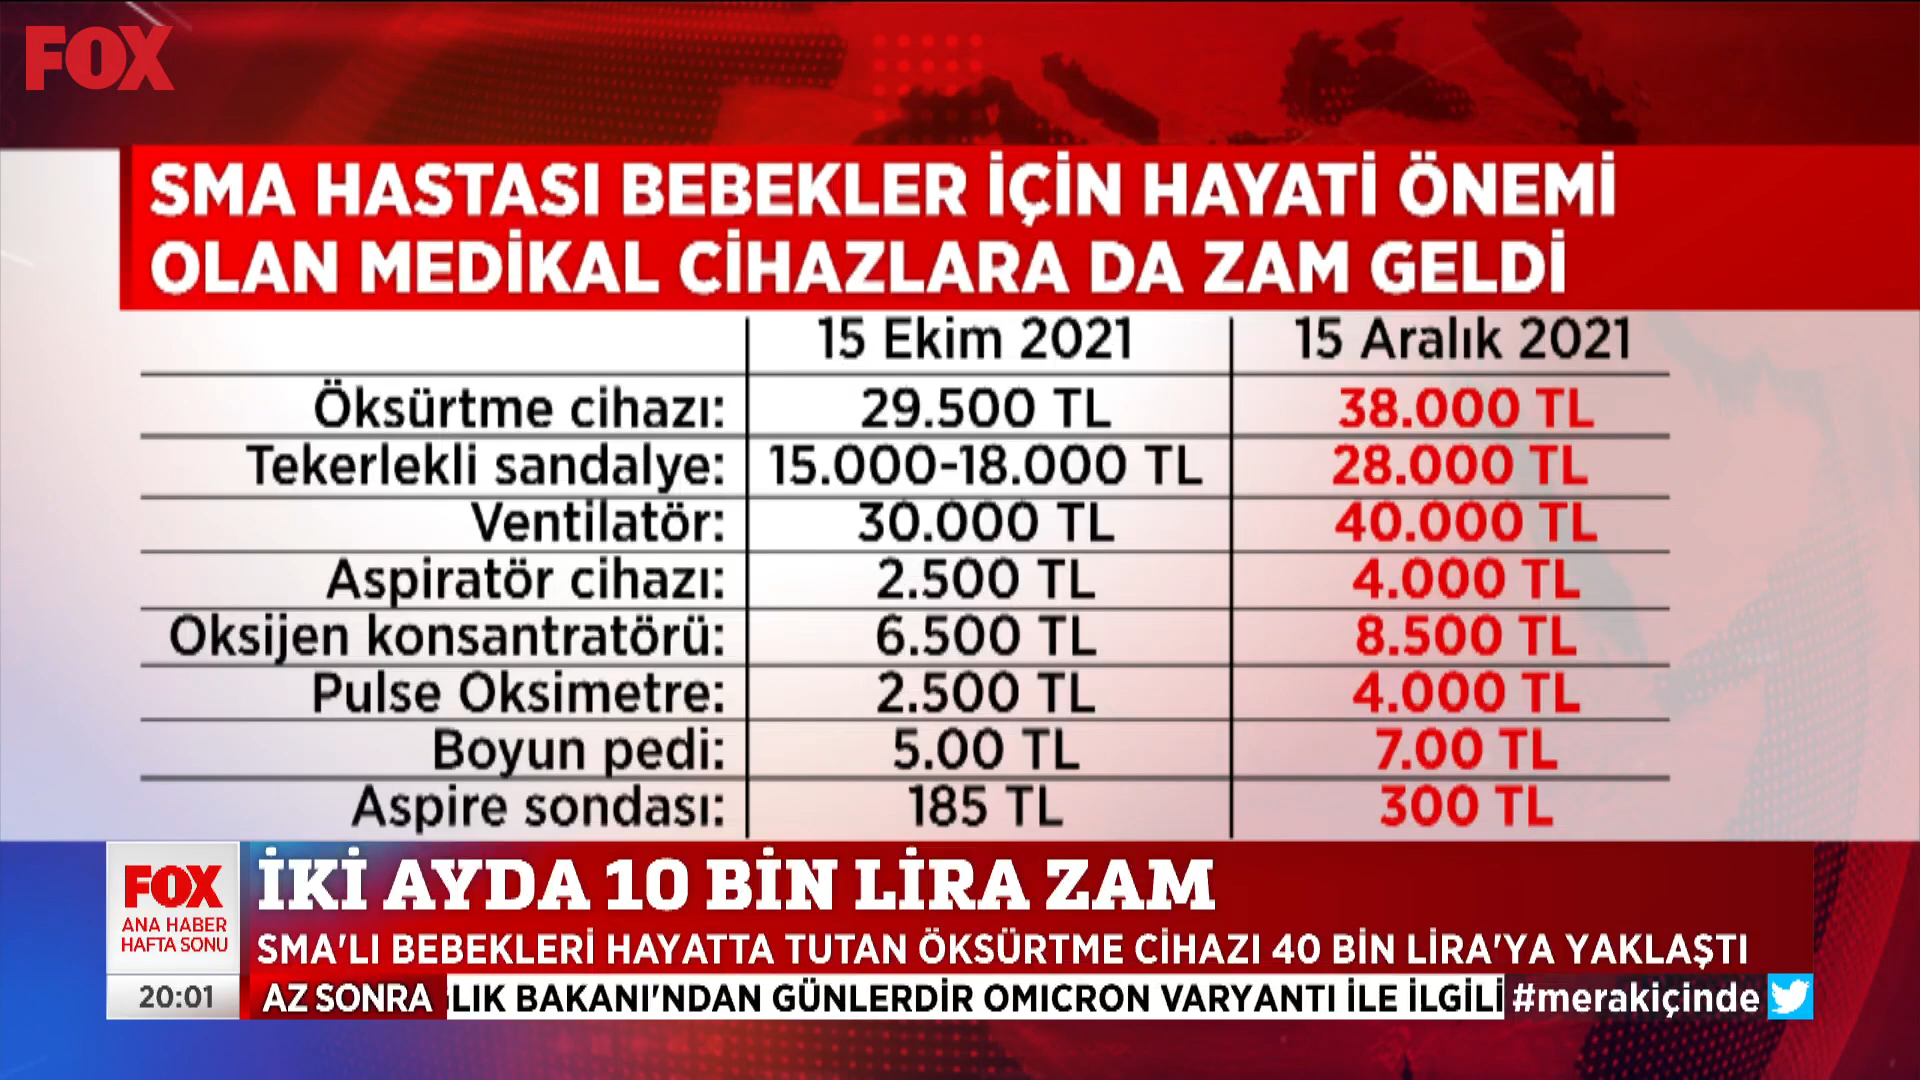 FOX
SMA HASTASI BEBEKLER İÇİN HAYATİ ÖNEMİ
OLAN MEDİKAL CİHAZLARA DA ZAM GELDİ
15 Ekim 2021 15 Aralık 2021
Öksürtme cihazı: 29.500 TL 38.000 TL
Tekerlekli sandalye: 15.000-18.000 TL 28.000 TL
Ventilatör: 30.000 TL 40.000 TL
Aspiratör cihazı: 2.500 TL 4.000 TL
Oksijen konsantratörü: 6.500 TL 8.500 TL
Pulse Oksimetre: 2.500 TL 4.000 TL
Boyun pedi: 5.00 TL 7.00 TL
Aspire sondası: 185 TL 300 TL
FOX
ANA HABER
HAFTA SONU
İKİ AYDA 10 BİN LİRA ZAM
SMA'LI BEBEKLERİ HAYATTA TUTAN ÖKSÜRTME CİHAZI 40 BİN LİRA'YA YAKLAŞTI
20:01 AZ SONRA LIK BAKANI'NDAN GÜNLERDİR OMICRON VARYANTI İLE İLGİLİ #merakiçinde